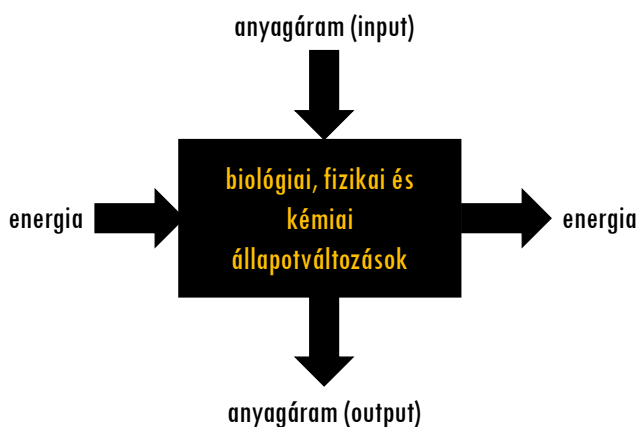 anyagáram (input)
energia
biológiai, fizikai és
kémiai
állapotváltozások
energia
anyagáram (output)